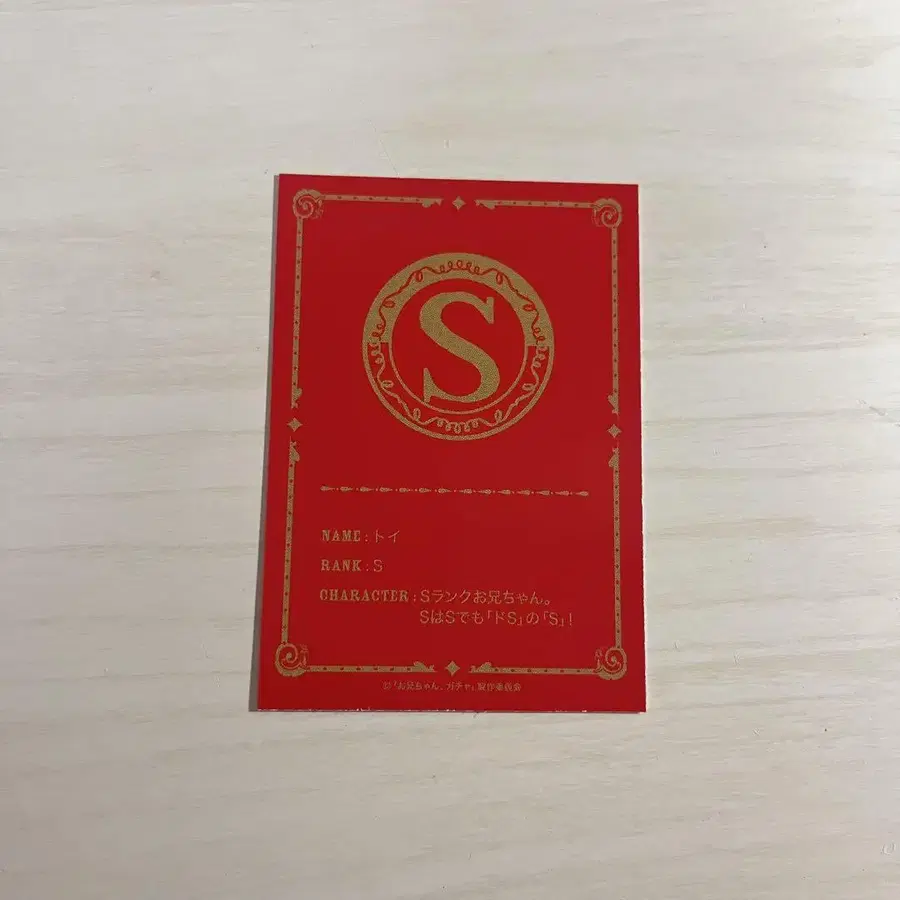 S
NAME : トイ
RANK : S
CHARACTER : Sランクお兄ちゃん。
SはSでも「ドS」の「S」!
©「お兄ちゃん、ガチャ」製作委員会